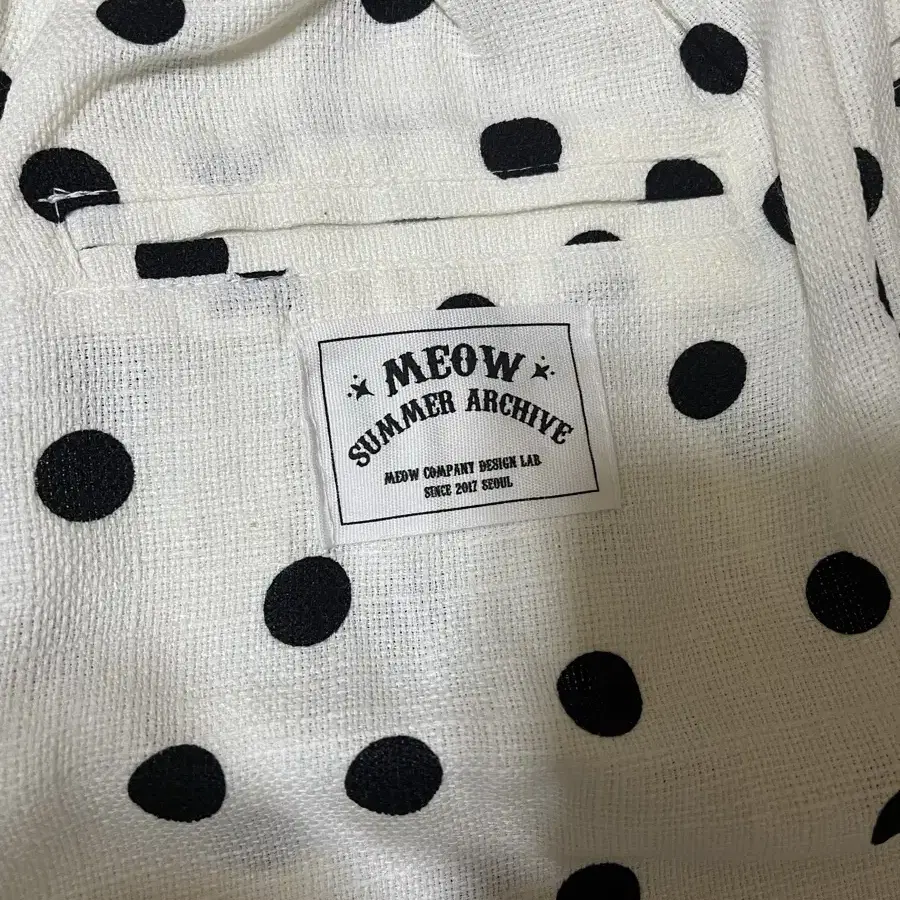 MEOW
SUMMER ARCHIVE
MEOW COMPANY DESIGN LAB
SINCE 2017 SEOUL